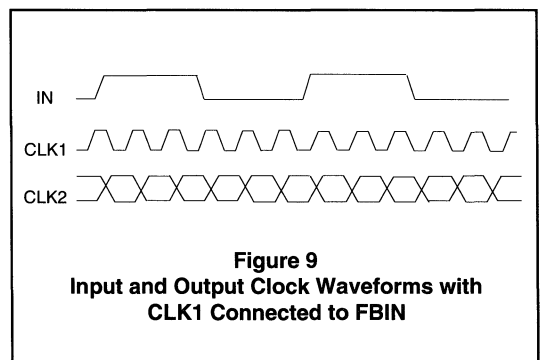 IN
CLK1
CLK2
Figure 9
Input and Output Clock Waveforms with
CLK1 Connected to FBIN